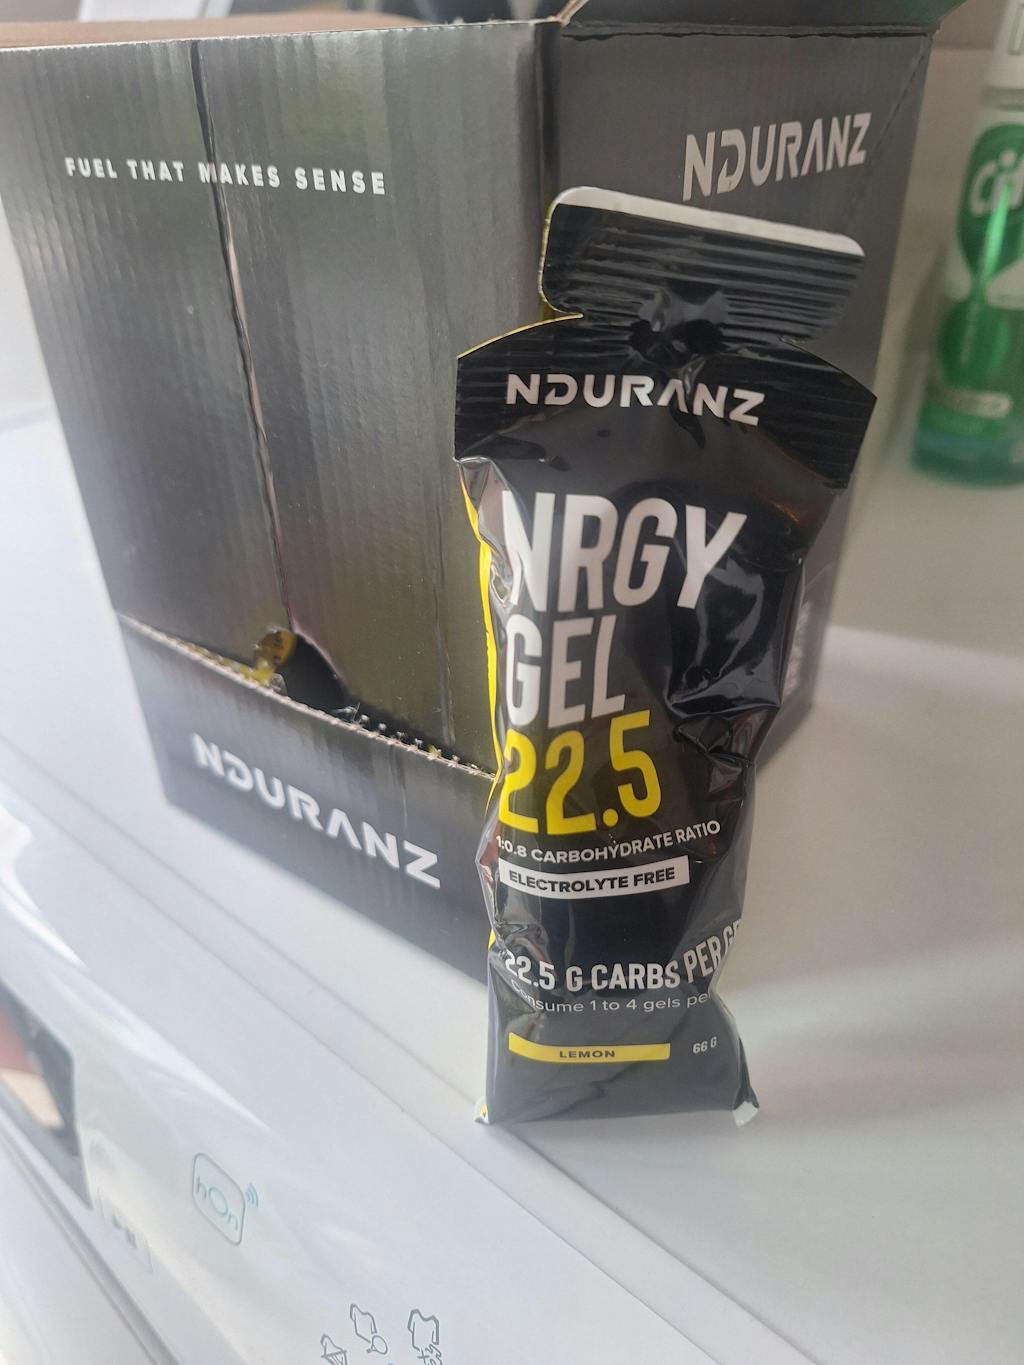 FUEL THAT MAKES SENSE
NDURANZ
NDURANZ
NRGY
GEL
22.5
1:0.8 CARBOHYDRATE RATIO
ELECTROLYTE FREE
22.5 G CARBS PER
Consume 1 to 4 gels
LEMON
66 G
NDURANZ
hOn